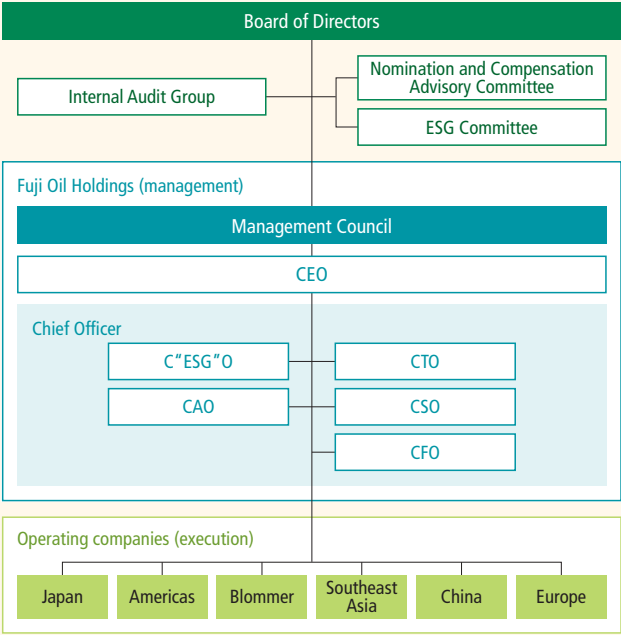 Board of Directors
Internal Audit Group
Nomination and Compensation
Advisory Committee
ESG Committee
Fuji Oil Holdings (management)
Management Council
CEO
Chief Officer
C"ESG"O
CTO
CAO
CSO
CFO
Operating companies (execution)
Japan
Americas
Blommer
Southeast
Asia
China
Europe